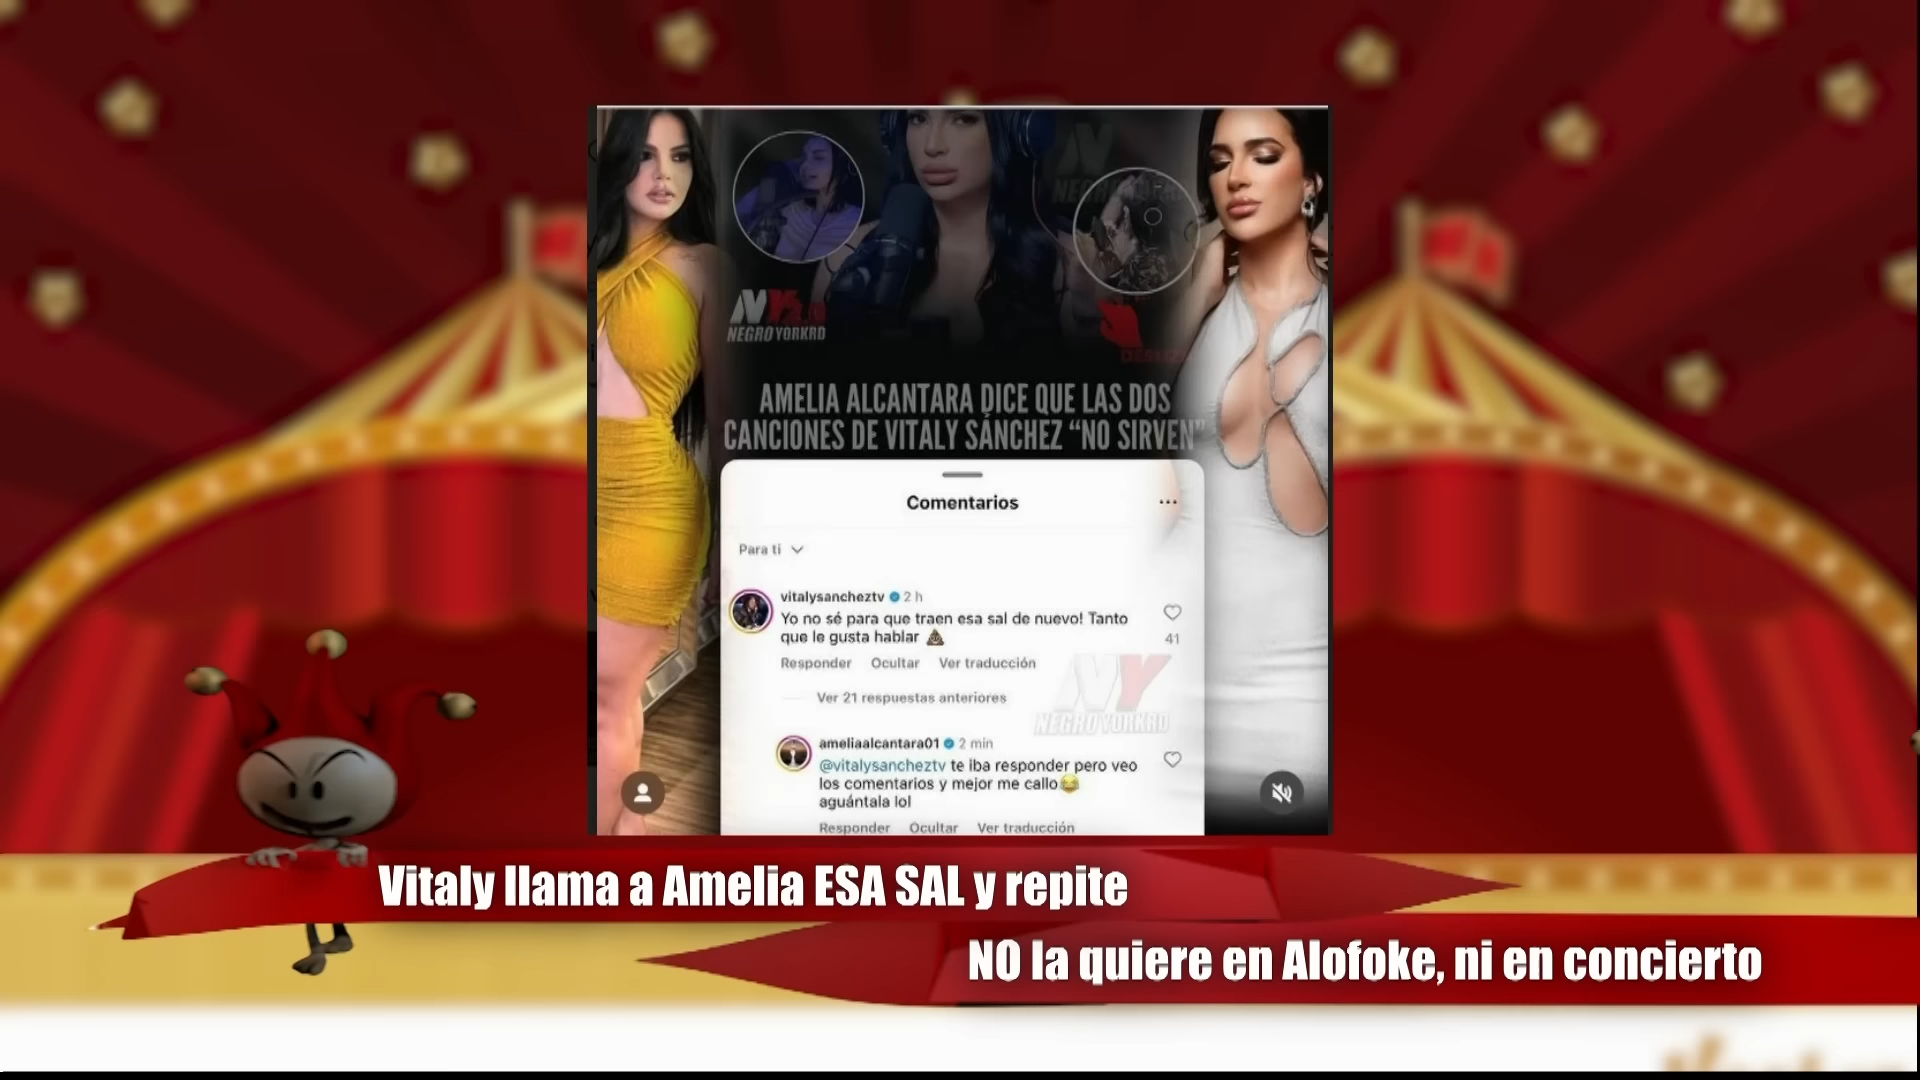 NY
NEGROYORKRD
AMELIA ALCANTARA DICE QUE LAS DOS
CANCIONES DE VITALY SÁNCHEZ “NO SIRVEN”
Comentarios
Para ti
vitalysancheztv 2 h
Yo no sé para que traen esa sal de nuevo! Tanto
que le gusta hablar 💩
41
Responder Ocultar Ver traducción
Ver 21 respuestas anteriores
NY
NEGROYORKRD
ameliaalcantara01 2 min
@vitalysancheztv te iba responder pero veo
los comentarios y mejor me callo😂
aguántala lol
Responder Ocultar Ver traducción
Vitaly llama a Amelia ESA SAL y repite
NO la quiere en Alofoke, ni en concierto